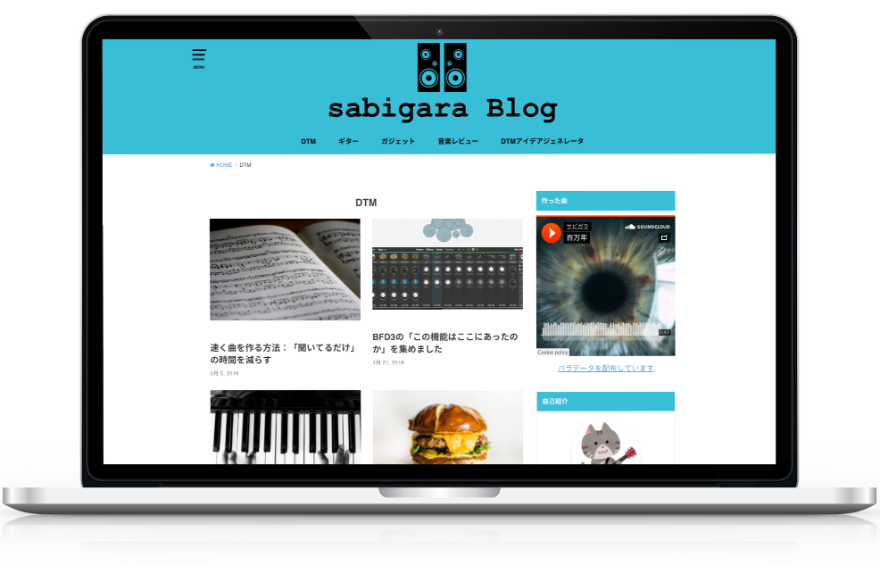 MENU
sabigara Blog
DTM ギター ガジェット 音楽レビュー DTMアイデアジェネレータ
HOME › DTM
DTM
速く曲を作る方法：「聞いてるだけ」
の時間を減らす
5月 3, 2019
BFD3の「この機能はここにあったの
か」を集めました
4月 21, 2019
作った曲
サビガラ
百万年
SOUNDCLOUD
Cookie policy
パラデータを配布しています
自己紹介